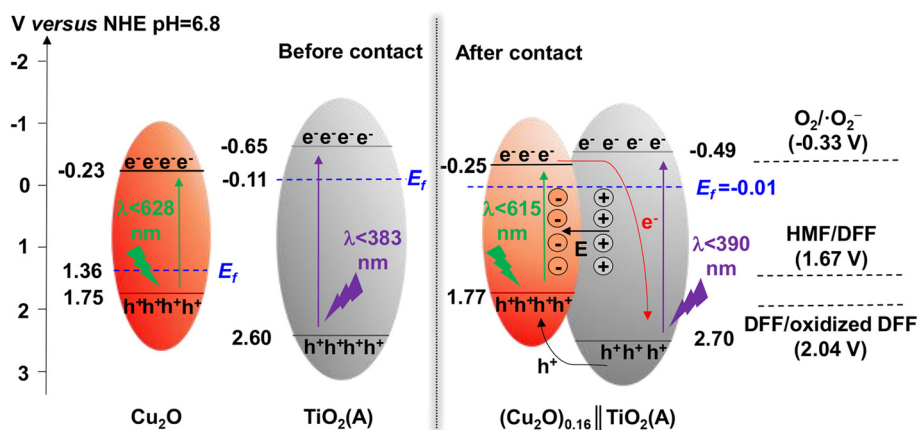 V versus NHE pH=6.8
Before contact
After contact
-2
-1
0
1
2
3
-0.23
e⁻e⁻e⁻e⁻
λ<628
nm
1.36
E_f
1.75
h⁺h⁺h⁺h⁺
Cu₂O
-0.65
e⁻e⁻e⁻e⁻
-0.11
E_f
λ<383
nm
2.60
h⁺h⁺h⁺h⁺
TiO₂(A)
-0.25
e⁻e⁻e⁻
e⁻ e⁻ e⁻ e⁻
-0.49
E_f =-0.01
λ<615
nm
-
-
-
-
+
+
+
+
E
e⁻
λ<390
nm
1.77
h⁺h⁺h⁺h⁺
h⁺h⁺ h⁺
2.70
h⁺
(Cu₂O)₀.₁₆‖TiO₂(A)
O₂/·O₂⁻
(-0.33 V)
HMF/DFF
(1.67 V)
DFF/oxidized DFF
(2.04 V)